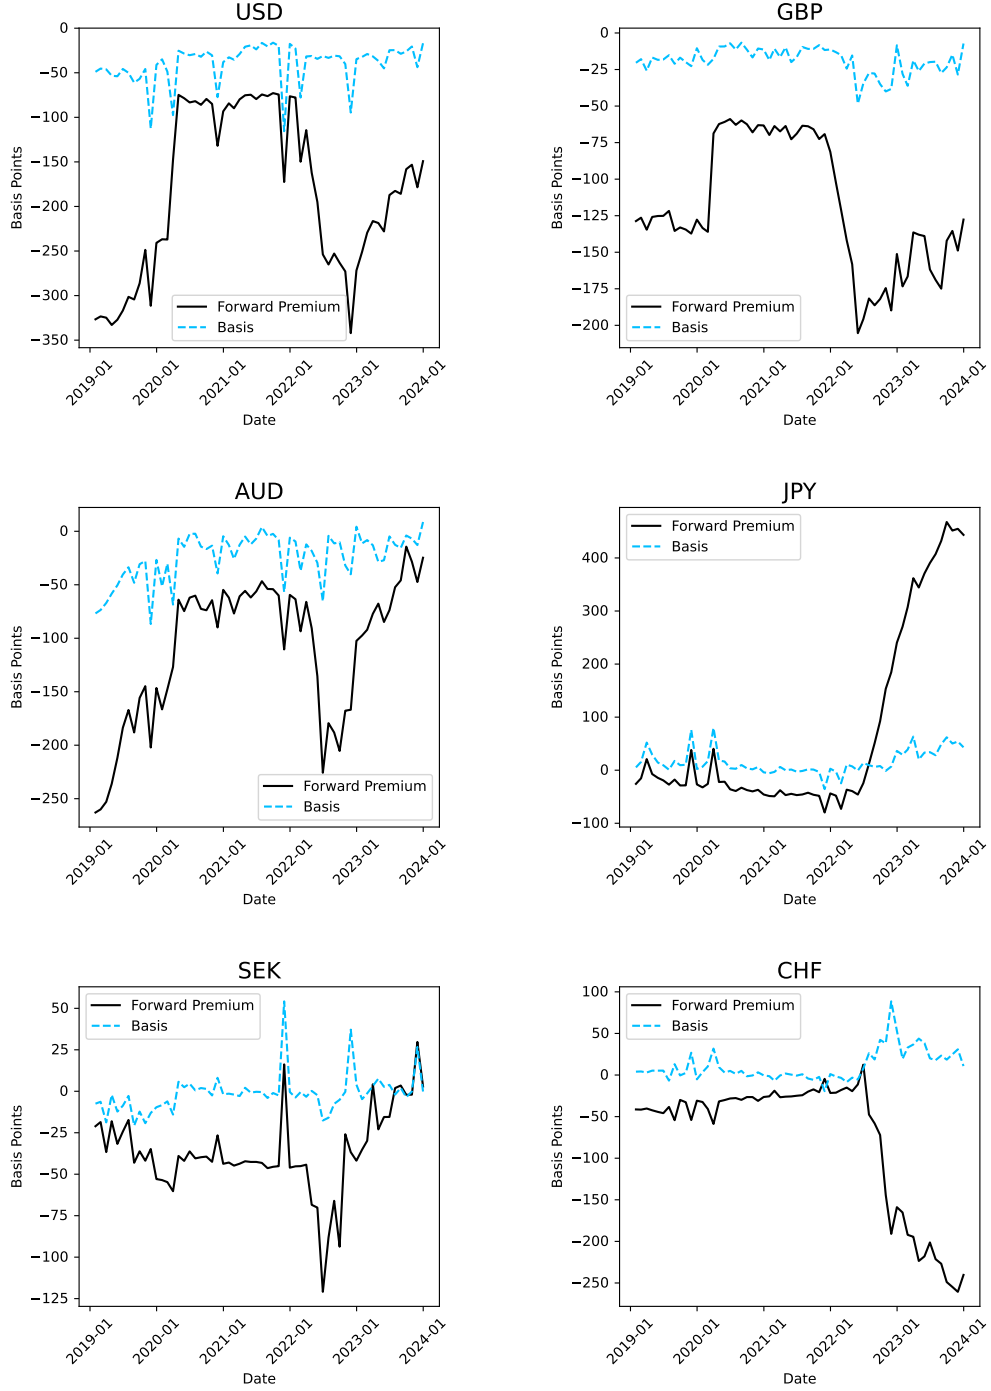 USD
0
−50
−100
−150
−200
−250
−300
−350
Basis Points
Forward Premium
Basis
2019-01
2020-01
2021-01
2022-01
2023-01
2024-01
Date
GBP
0
−25
−50
−75
−100
−125
−150
−175
−200
Basis Points
Forward Premium
Basis
2019-01
2020-01
2021-01
2022-01
2023-01
2024-01
Date
AUD
0
−50
−100
−150
−200
−250
Basis Points
Forward Premium
Basis
2019-01
2020-01
2021-01
2022-01
2023-01
2024-01
Date
JPY
Forward Premium
Basis
400
300
200
100
0
−100
Basis Points
2019-01
2020-01
2021-01
2022-01
2023-01
2024-01
Date
SEK
Forward Premium
Basis
50
25
0
−25
−50
−75
−100
−125
Basis Points
2019-01
2020-01
2021-01
2022-01
2023-01
2024-01
Date
CHF
Forward Premium
Basis
100
50
0
−50
−100
−150
−200
−250
Basis Points
2019-01
2020-01
2021-01
2022-01
2023-01
2024-01
Date